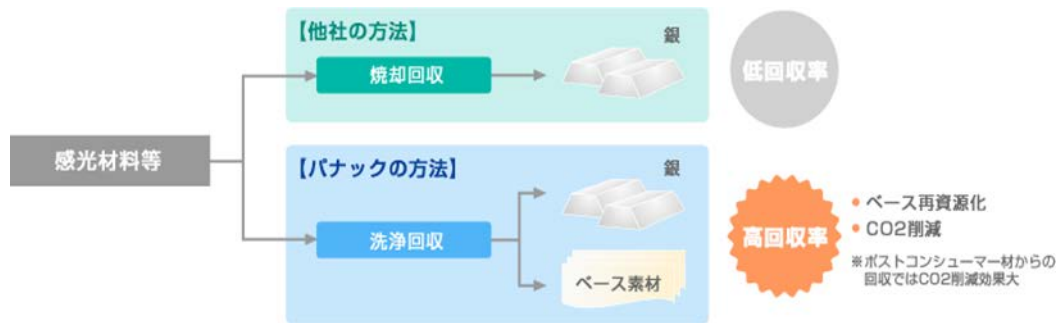 【他社の方法】
焼却回収
銀
低回収率
感光材料等
【パナックの方法】
洗浄回収
銀
ベース素材
高回収率
● ベース再資源化
● CO2削減
※ポストコンシューマー材からの
回収ではCO2削減効果大